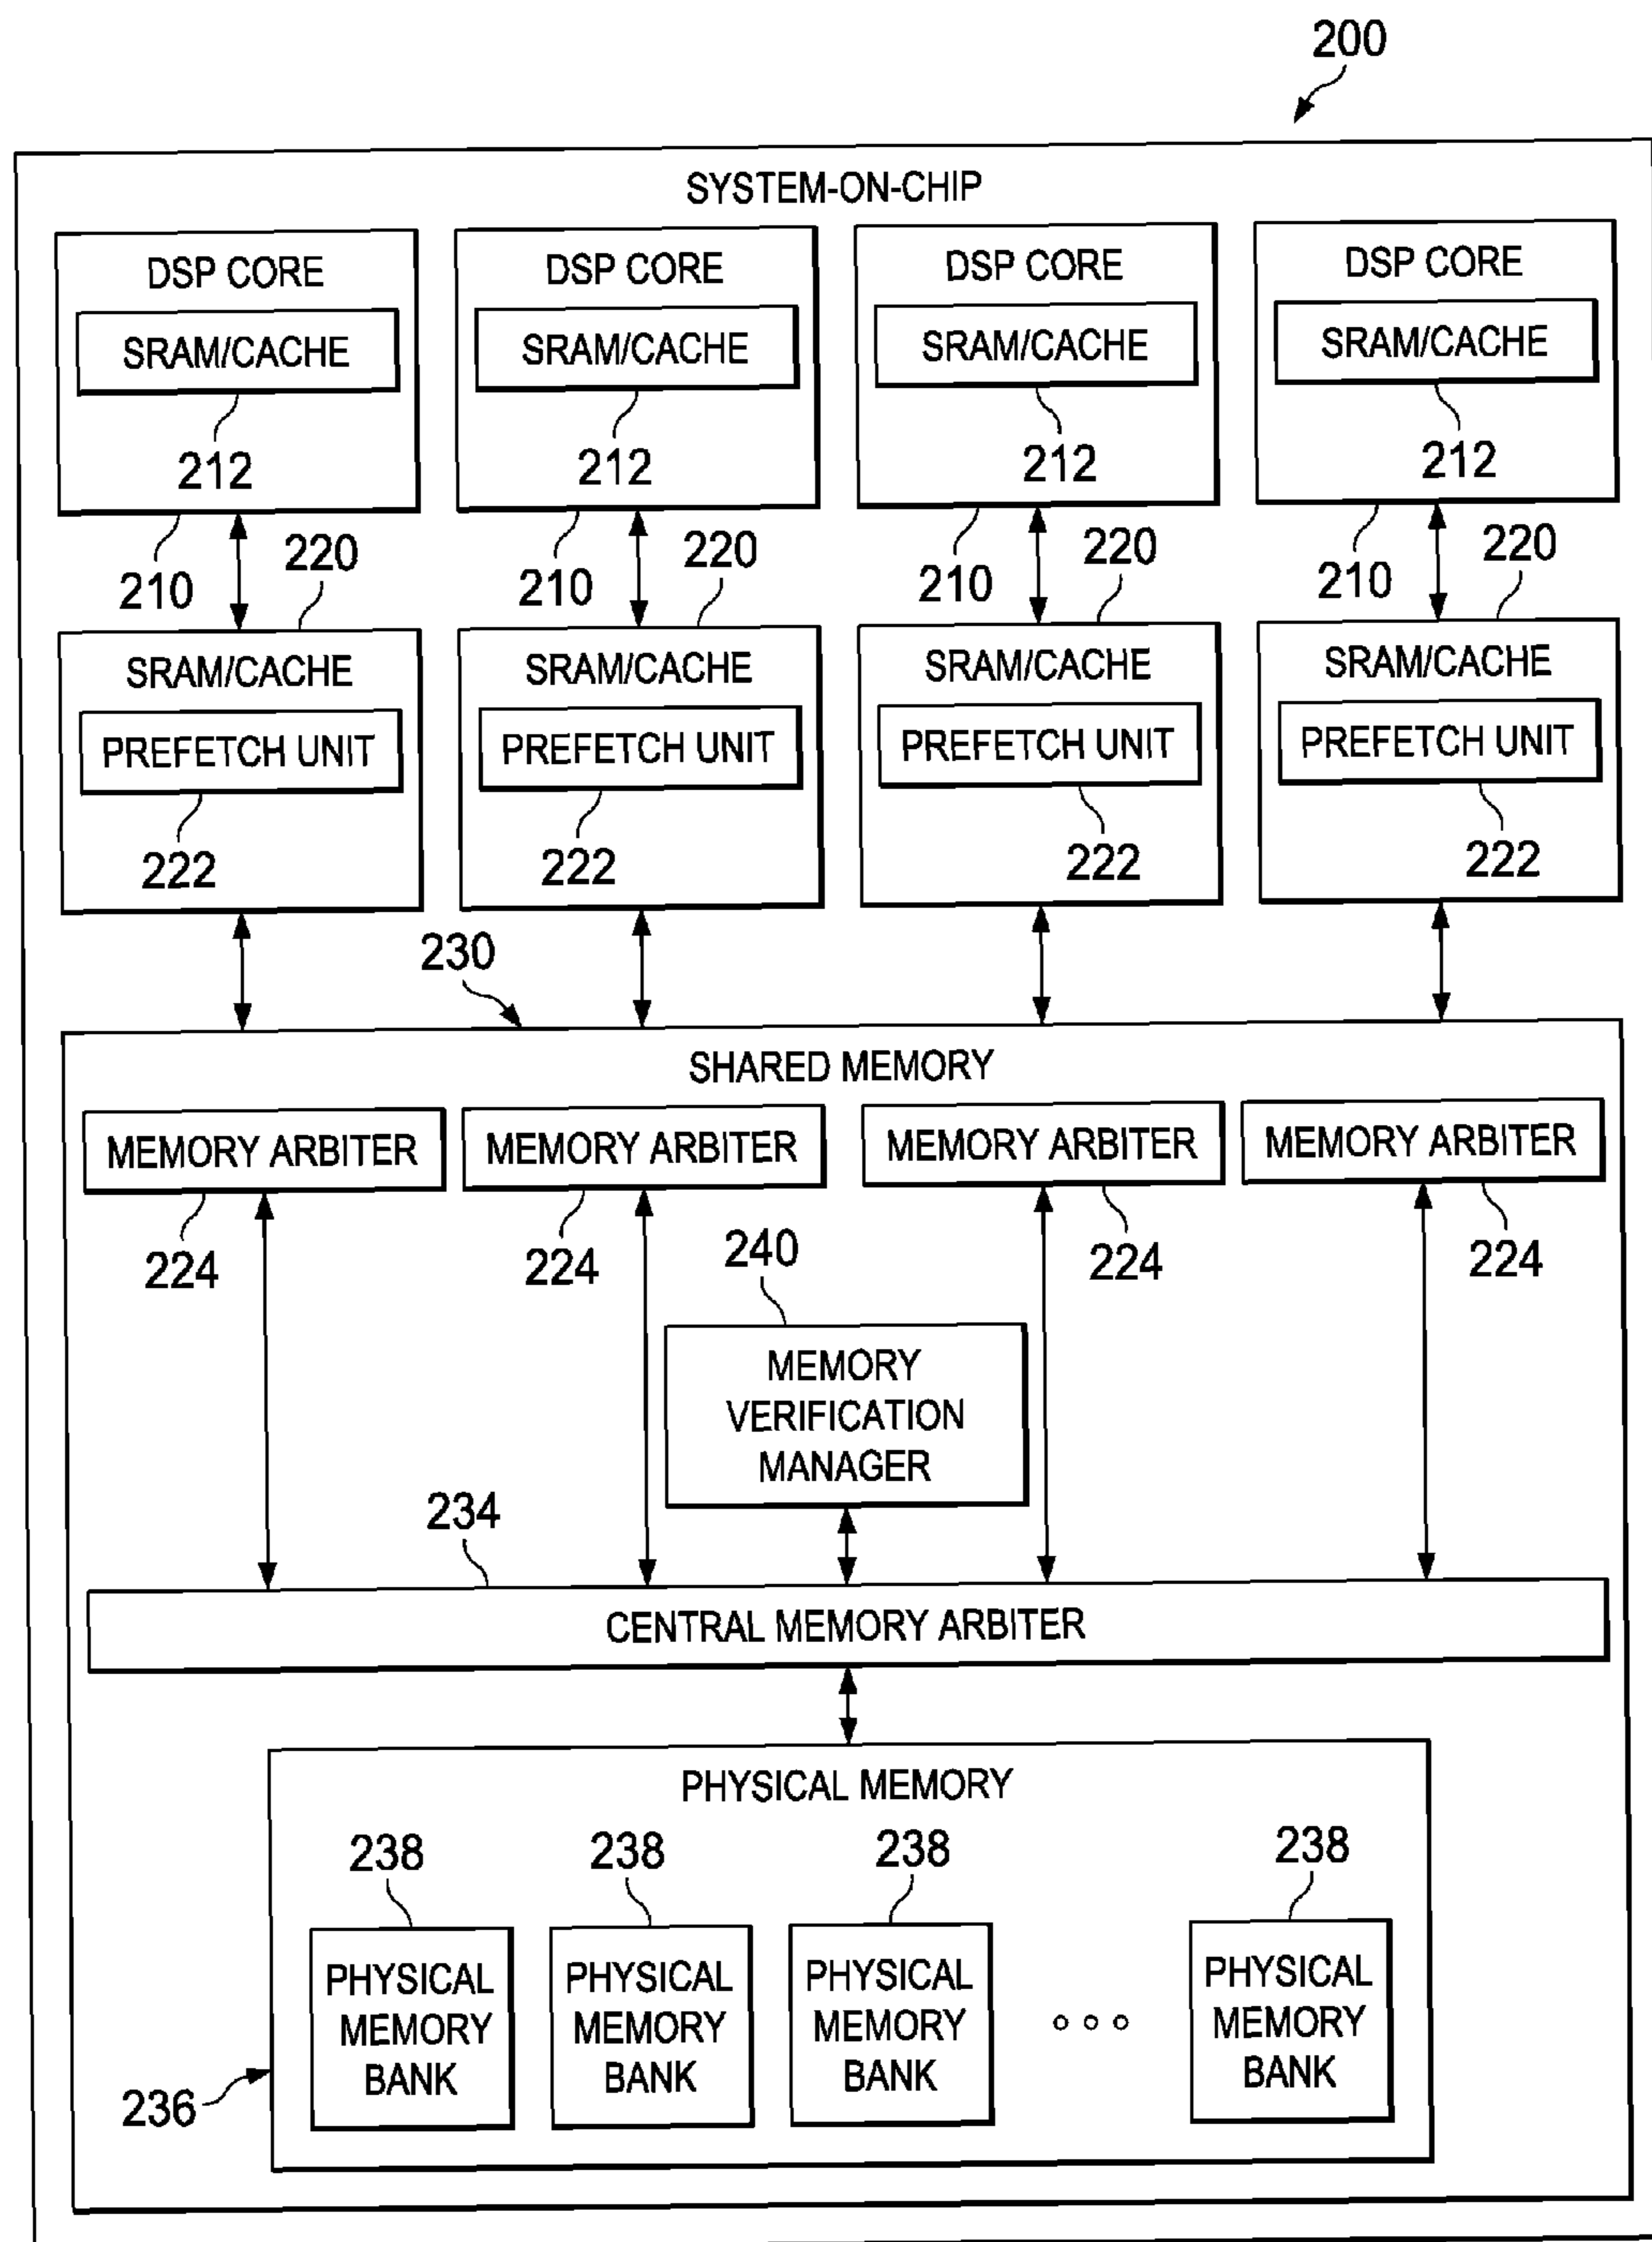 200
SYSTEM-ON-CHIP
DSP CORE
DSP CORE
DSP CORE
DSP CORE
SRAM/CACHE
SRAM/CACHE
SRAM/CACHE
SRAM/CACHE
212
212
212
212
210
220
210
220
210
220
210
220
SRAM/CACHE
SRAM/CACHE
SRAM/CACHE
SRAM/CACHE
PREFETCH UNIT
PREFETCH UNIT
PREFETCH UNIT
PREFETCH UNIT
222
222
222
222
230
SHARED MEMORY
MEMORY ARBITER
MEMORY ARBITER
MEMORY ARBITER
MEMORY ARBITER
224
224
224
224
240
MEMORY
VERIFICATION
MANAGER
234
CENTRAL MEMORY ARBITER
PHYSICAL MEMORY
238
238
238
238
PHYSICAL
MEMORY
BANK
PHYSICAL
MEMORY
BANK
PHYSICAL
MEMORY
BANK
PHYSICAL
MEMORY
BANK
236